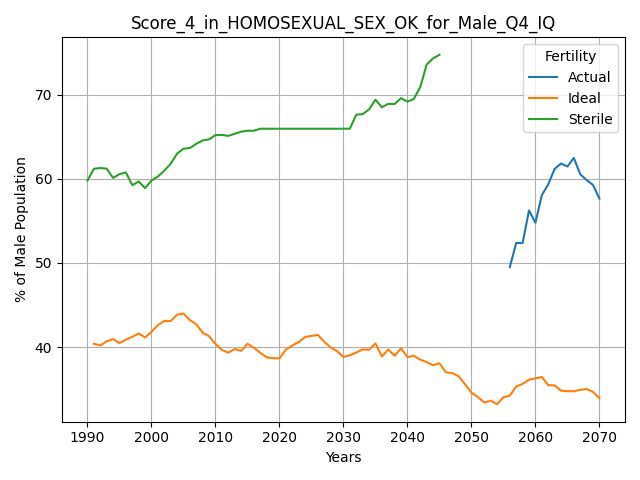 Score_4_in_HOMOSEXUAL_SEX_OK_for_Male_Q4_IQ
Fertility
Actual
Ideal
Sterile
% of Male Population
70
60
50
40
1990 2000 2010 2020 2030 2040 2050 2060 2070
Years